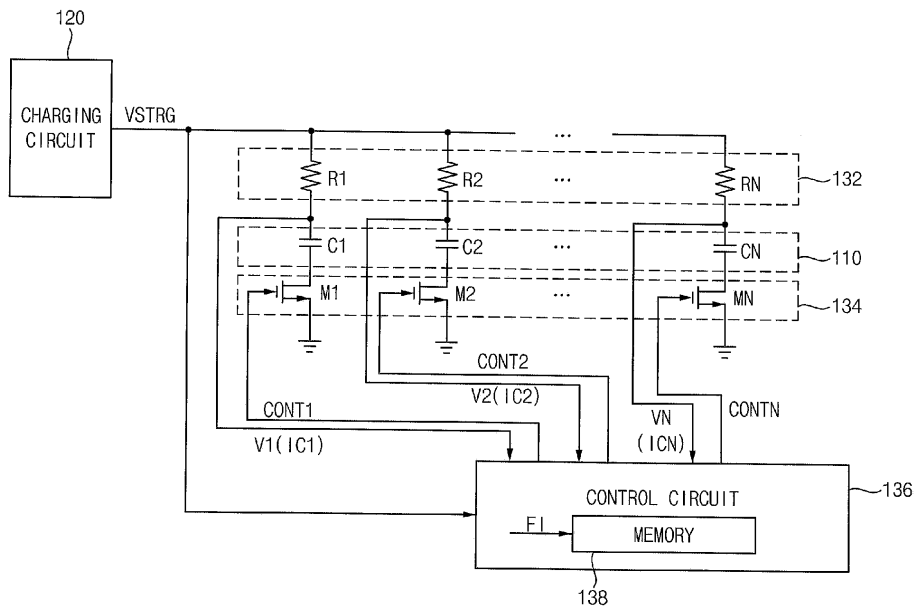 120
CHARGING
CIRCUIT
VSTRG
...
R1
R2
...
RN
132
C1
C2
...
CN
110
M1
M2
...
MN
134
CONT2
V2(IC2)
CONT1
V1(IC1)
VN
(ICN)
CONTN
CONTROL CIRCUIT
136
FI
MEMORY
138